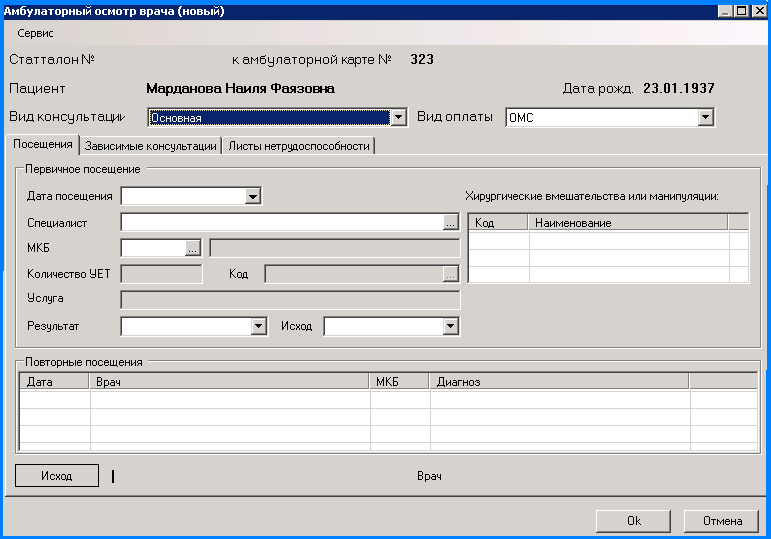 Амбулаторный осмотр врача (новый)
Сервис
Статталон № к амбулаторной карте № 323
Пациент Марданова Наиля Фаязовна Дата рожд. 23.01.1937
Вид консультации Основная Вид оплаты ОМС
Посещения Зависимые консультации Листы нетрудоспособности
Первичное посещение
Дата посещения Хирургические вмешательства или манипуляции:
Специалист ... Код Наименование
МКБ ...
Количество УЕТ Код ...
Услуга
Результат Исход
Повторные посещения
Дата Врач МКБ Диагноз
Исход Врач
Ok Отмена